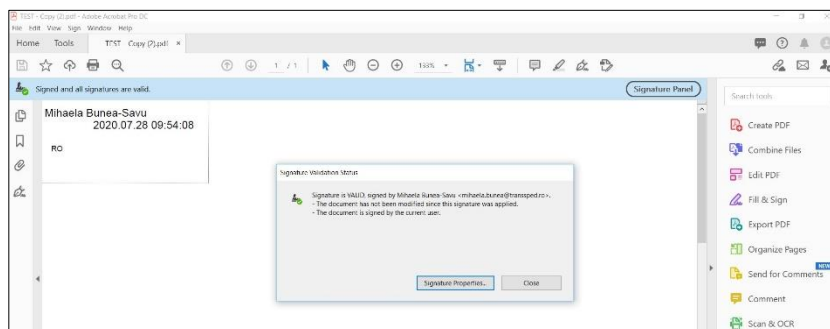 TEST - Copy (2).pdf - Adobe Acrobat Pro DC
File Edit View Sign Window Help
Home Tools TEST - Copy (2).pdf ×
1 / 1
Signed and all signatures are valid.
Signature Panel
Search tools
Mihaela Bunea-Savu
2020.07.28 09:54:08
RO
Signature Validation Status
Signature is VALID, signed by Mihaela Bunea-Savu <mihaela.bunea@transsped.ro>.
- The document has not been modified since this signature was applied.
- The document is signed by the current user.
Signature Properties...
Close
Create PDF
Combine Files
Edit PDF
Fill & Sign
Export PDF
Organize Pages
Send for Comments
NEW
Comment
Scan & OCR